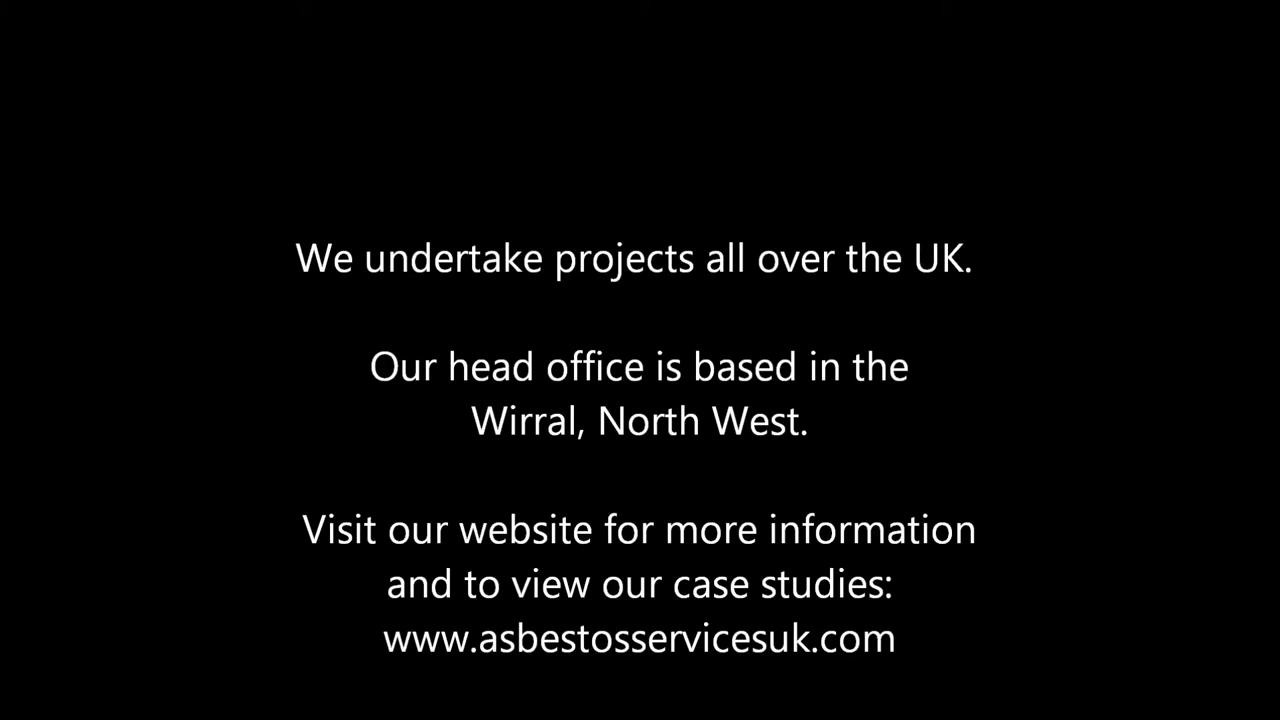 We undertake projects all over the UK.
Our head office is based in the
Wirral, North West.
Visit our website for more information
and to view our case studies:
www.asbestosservicesuk.com